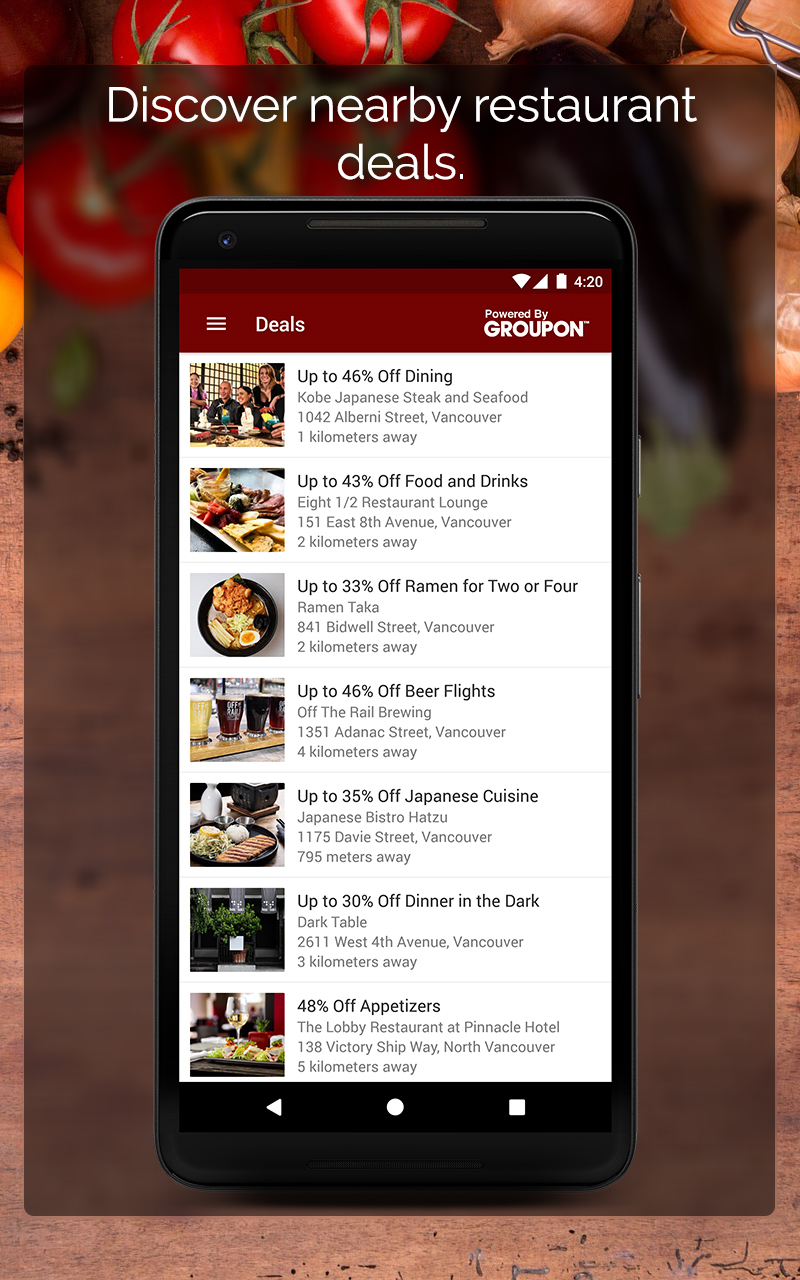 Discover nearby restaurant
deals.
4:20
Deals
Powered By
GROUPON™
Up to 46% Off Dining
Kobe Japanese Steak and Seafood
1042 Alberni Street, Vancouver
1 kilometers away
Up to 43% Off Food and Drinks
Eight 1/2 Restaurant Lounge
151 East 8th Avenue, Vancouver
2 kilometers away
Up to 33% Off Ramen for Two or Four
Ramen Taka
841 Bidwell Street, Vancouver
2 kilometers away
Up to 46% Off Beer Flights
Off The Rail Brewing
1351 Adanac Street, Vancouver
4 kilometers away
Up to 35% Off Japanese Cuisine
Japanese Bistro Hatzu
1175 Davie Street, Vancouver
795 meters away
Up to 30% Off Dinner in the Dark
Dark Table
2611 West 4th Avenue, Vancouver
3 kilometers away
48% Off Appetizers
The Lobby Restaurant at Pinnacle Hotel
138 Victory Ship Way, North Vancouver
5 kilometers away